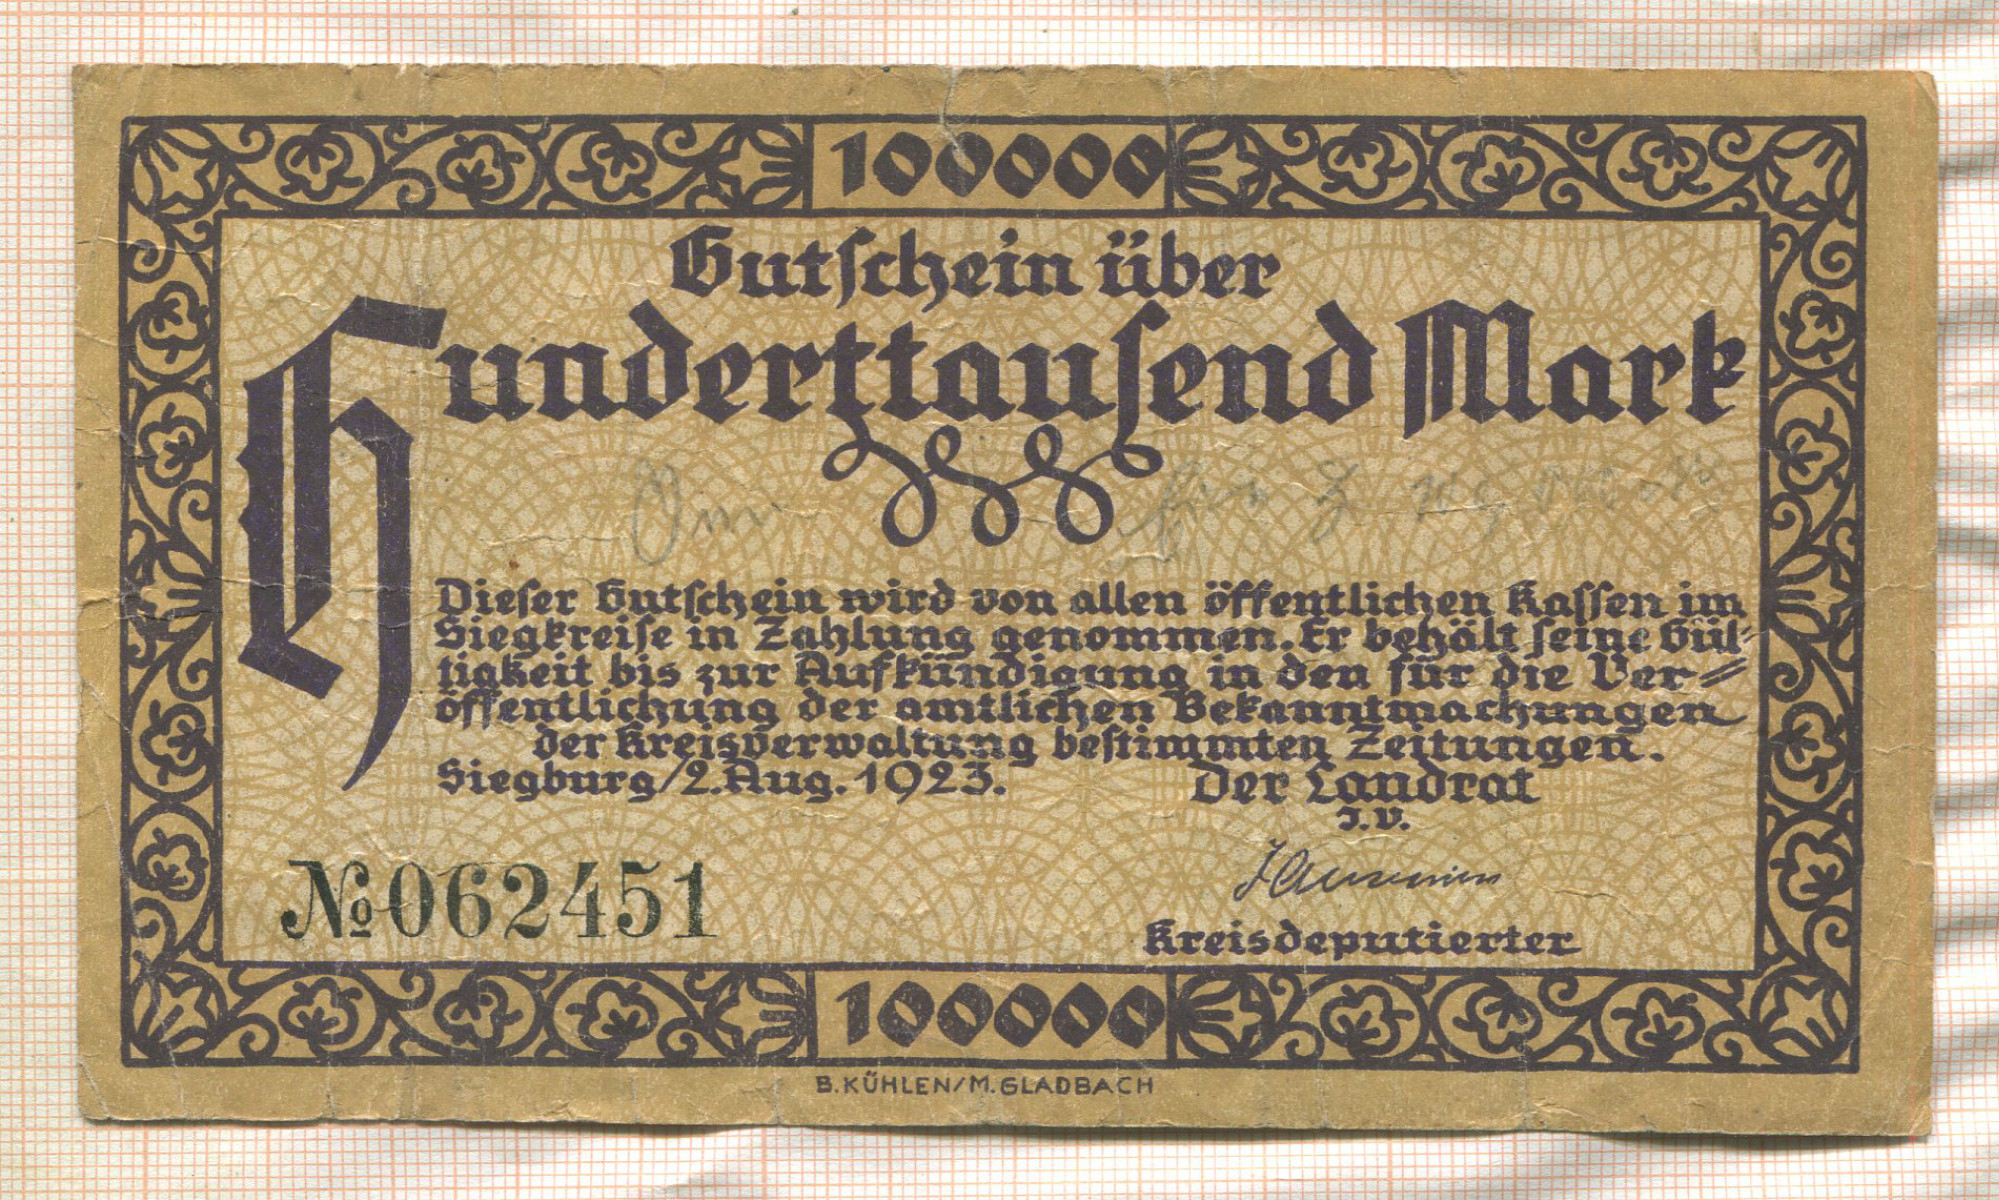 100000
Gutschein über
Hunderttausend Mark
Dieser Gutschein wird von allen öffentlichen Kassen im
Siegkreise in Zahlung genommen. Er behält seine Gül-
tigkeit bis zur Aufkündigung in den für die Ver-
öffentlichung der amtlichen Bekanntmachungen
der Kreisverwaltung bestimmten Zeitungen.
Siegburg/2. Aug. 1923.
Der Landrat
I.V.
Kreisdeputierter
№ 062451
100000
B.KÜHLEN/M.GLADBACH